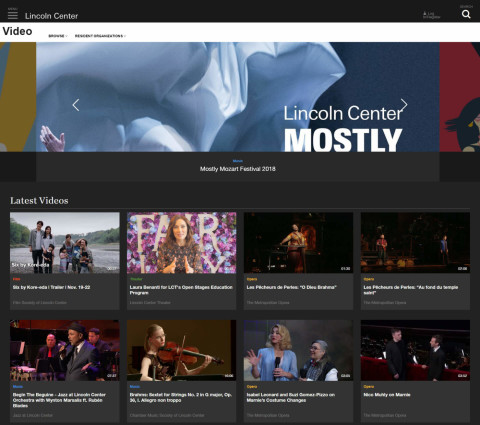 Lincoln Center
Video
BROWSE
RESIDENT ORGANIZATIONS
Lincoln Center
MOSTLY
Music
Mostly Mozart Festival 2018
Latest Videos
Six by Kore-eda
Film
Six by Kore-eda | Trailer | Nov. 19-22
Film Society of Lincoln Center
FAIR
Theater
Laura Benanti for LCT's Open Stages Education
Program
Lincoln Center Theater
01:30
Opera
Les Pêcheurs de Perles: "O Dieu Brahma"
The Metropolitan Opera
02:06
Opera
Les Pêcheurs de Perles: "Au fond du temple
saint"
The Metropolitan Opera
Music
Begin The Beguine - Jazz at Lincoln Center
Orchestra with Wynton Marsalis ft. Rubén
Blades
Jazz at Lincoln Center
Music
Brahms: Sextet for Strings No. 2 in G major, Op.
36, I. Allegro non troppo
Chamber Music Society of Lincoln Center
Opera
Isabel Leonard and Suzi Gomez-Pizzo on
Marnie's Costume Changes
The Metropolitan Opera
Opera
Nico Muhly on Marnie
The Metropolitan Opera